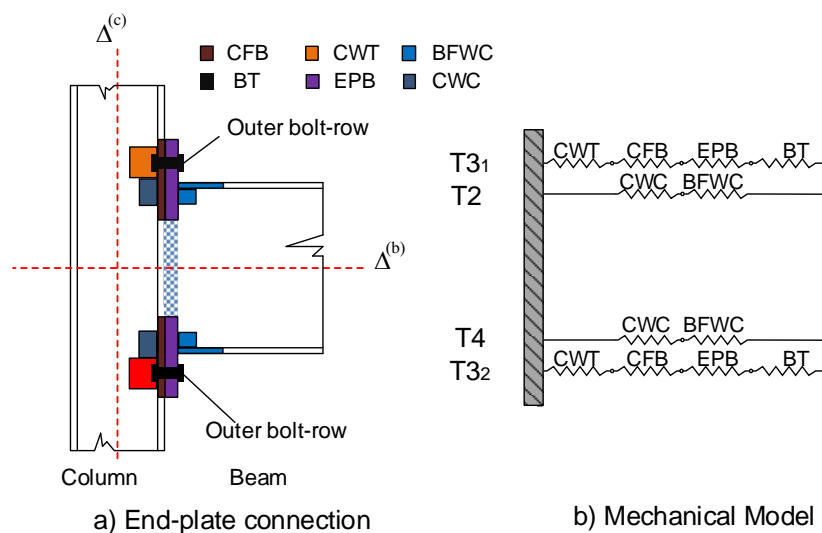 Δ(c)
CFB CWT BFWC
BT EPB CWC
Outer bolt-row
Δ(b)
Outer bolt-row
Column Beam
a) End-plate connection
T31 CWT CFB EPB BT
T2 CWC BFWC
T4 CWC BFWC
T32 CWT CFB EPB BT
b) Mechanical Model